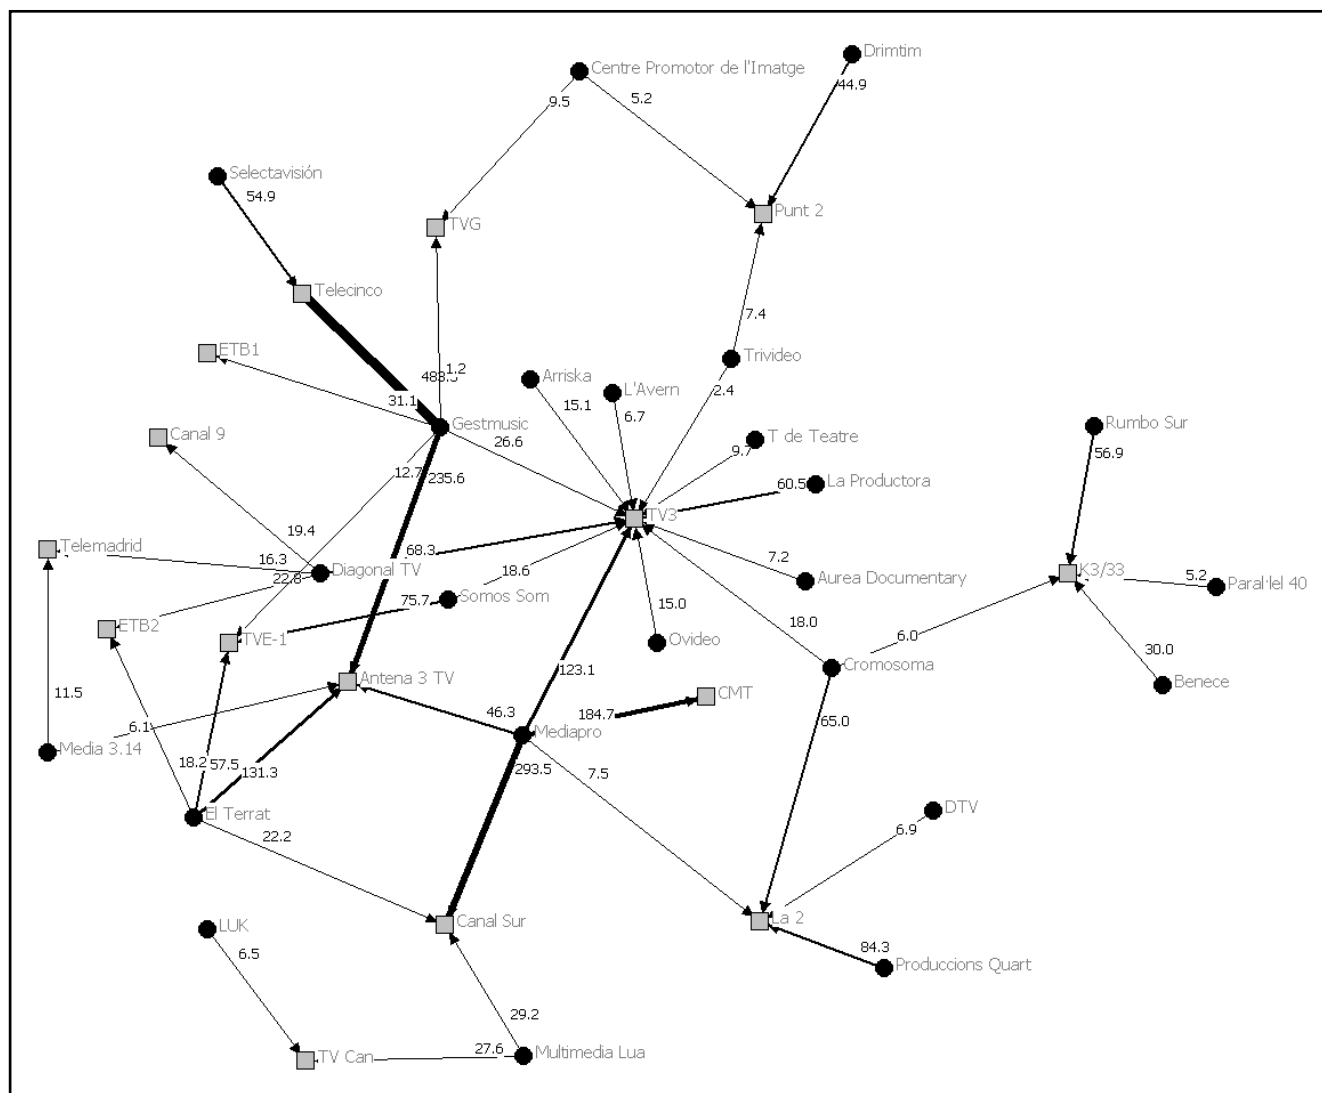 Drimtim
Centre Promotor de l'Imatge
44.9
9.5
5.2
Selectavisión
54.9
Punt 2
TVG
Telecinco
7.4
ETB1
Trivideo
1.2
Arriska
L'Avern
2.4
31.1
15.1
6.7
Gestmusic
Rumbo Sur
Canal 9
26.6
T de Teatre
9.7
56.9
12.7
235.6
60.5
La Productora
TV3
19.4
Telemadrid
68.3
16.3
7.2
Diagonal TV
22.8
18.6
Aurea Documentary
K3/33
5.2
Paral·lel 40
75.7
Somos Som
15.0
18.0
ETB2
TVE-1
Ovideo
6.0
30.0
Cromosoma
123.1
Antena 3 TV
Benece
11.5
CMT
6.1
46.3
184.7
65.0
Mediapro
Media 3.14
18.2
57.5
131.3
293.5
7.5
El Terrat
DTV
22.2
6.9
Canal Sur
La 2
LUK
84.3
6.5
Produccions Quart
29.2
27.6
TV Can
Multimedia Lua